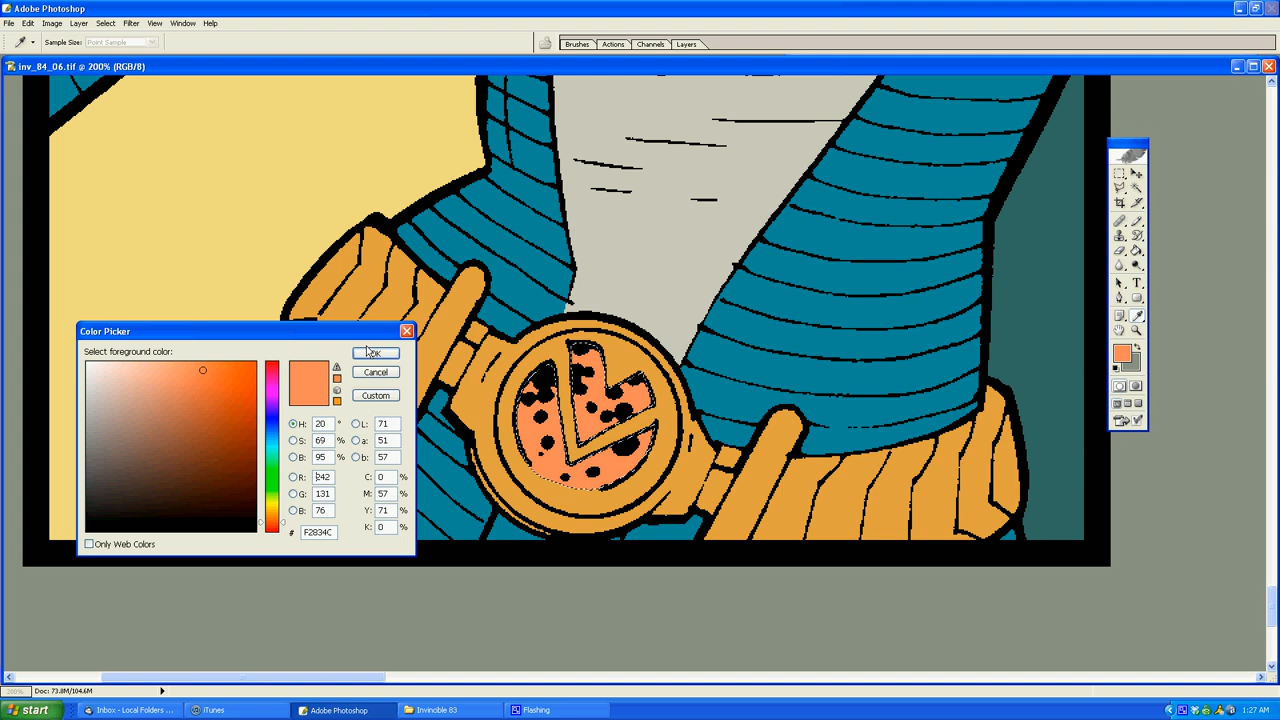 Adobe Photoshop
File Edit Image Layer Select Filter View Window Help
Sample Size: Point Sample
Brushes Actions Channels Layers
inv_84_06.tif @ 200% (RGB/8)
Color Picker
Select foreground color:
OK
Cancel
Custom
H: 20 ° L: 71
S: 69 % a: 51
B: 95 % b: 57
R: 242 C: 0 %
G: 131 M: 57 %
B: 76 Y: 71 %
# F2834C K: 0 %
Only Web Colors
T
200% Doc: 73.8M/104.6M
start Inbox - Local Folders ... iTunes Adobe Photoshop Invincible 83 Flashing 1:27 AM